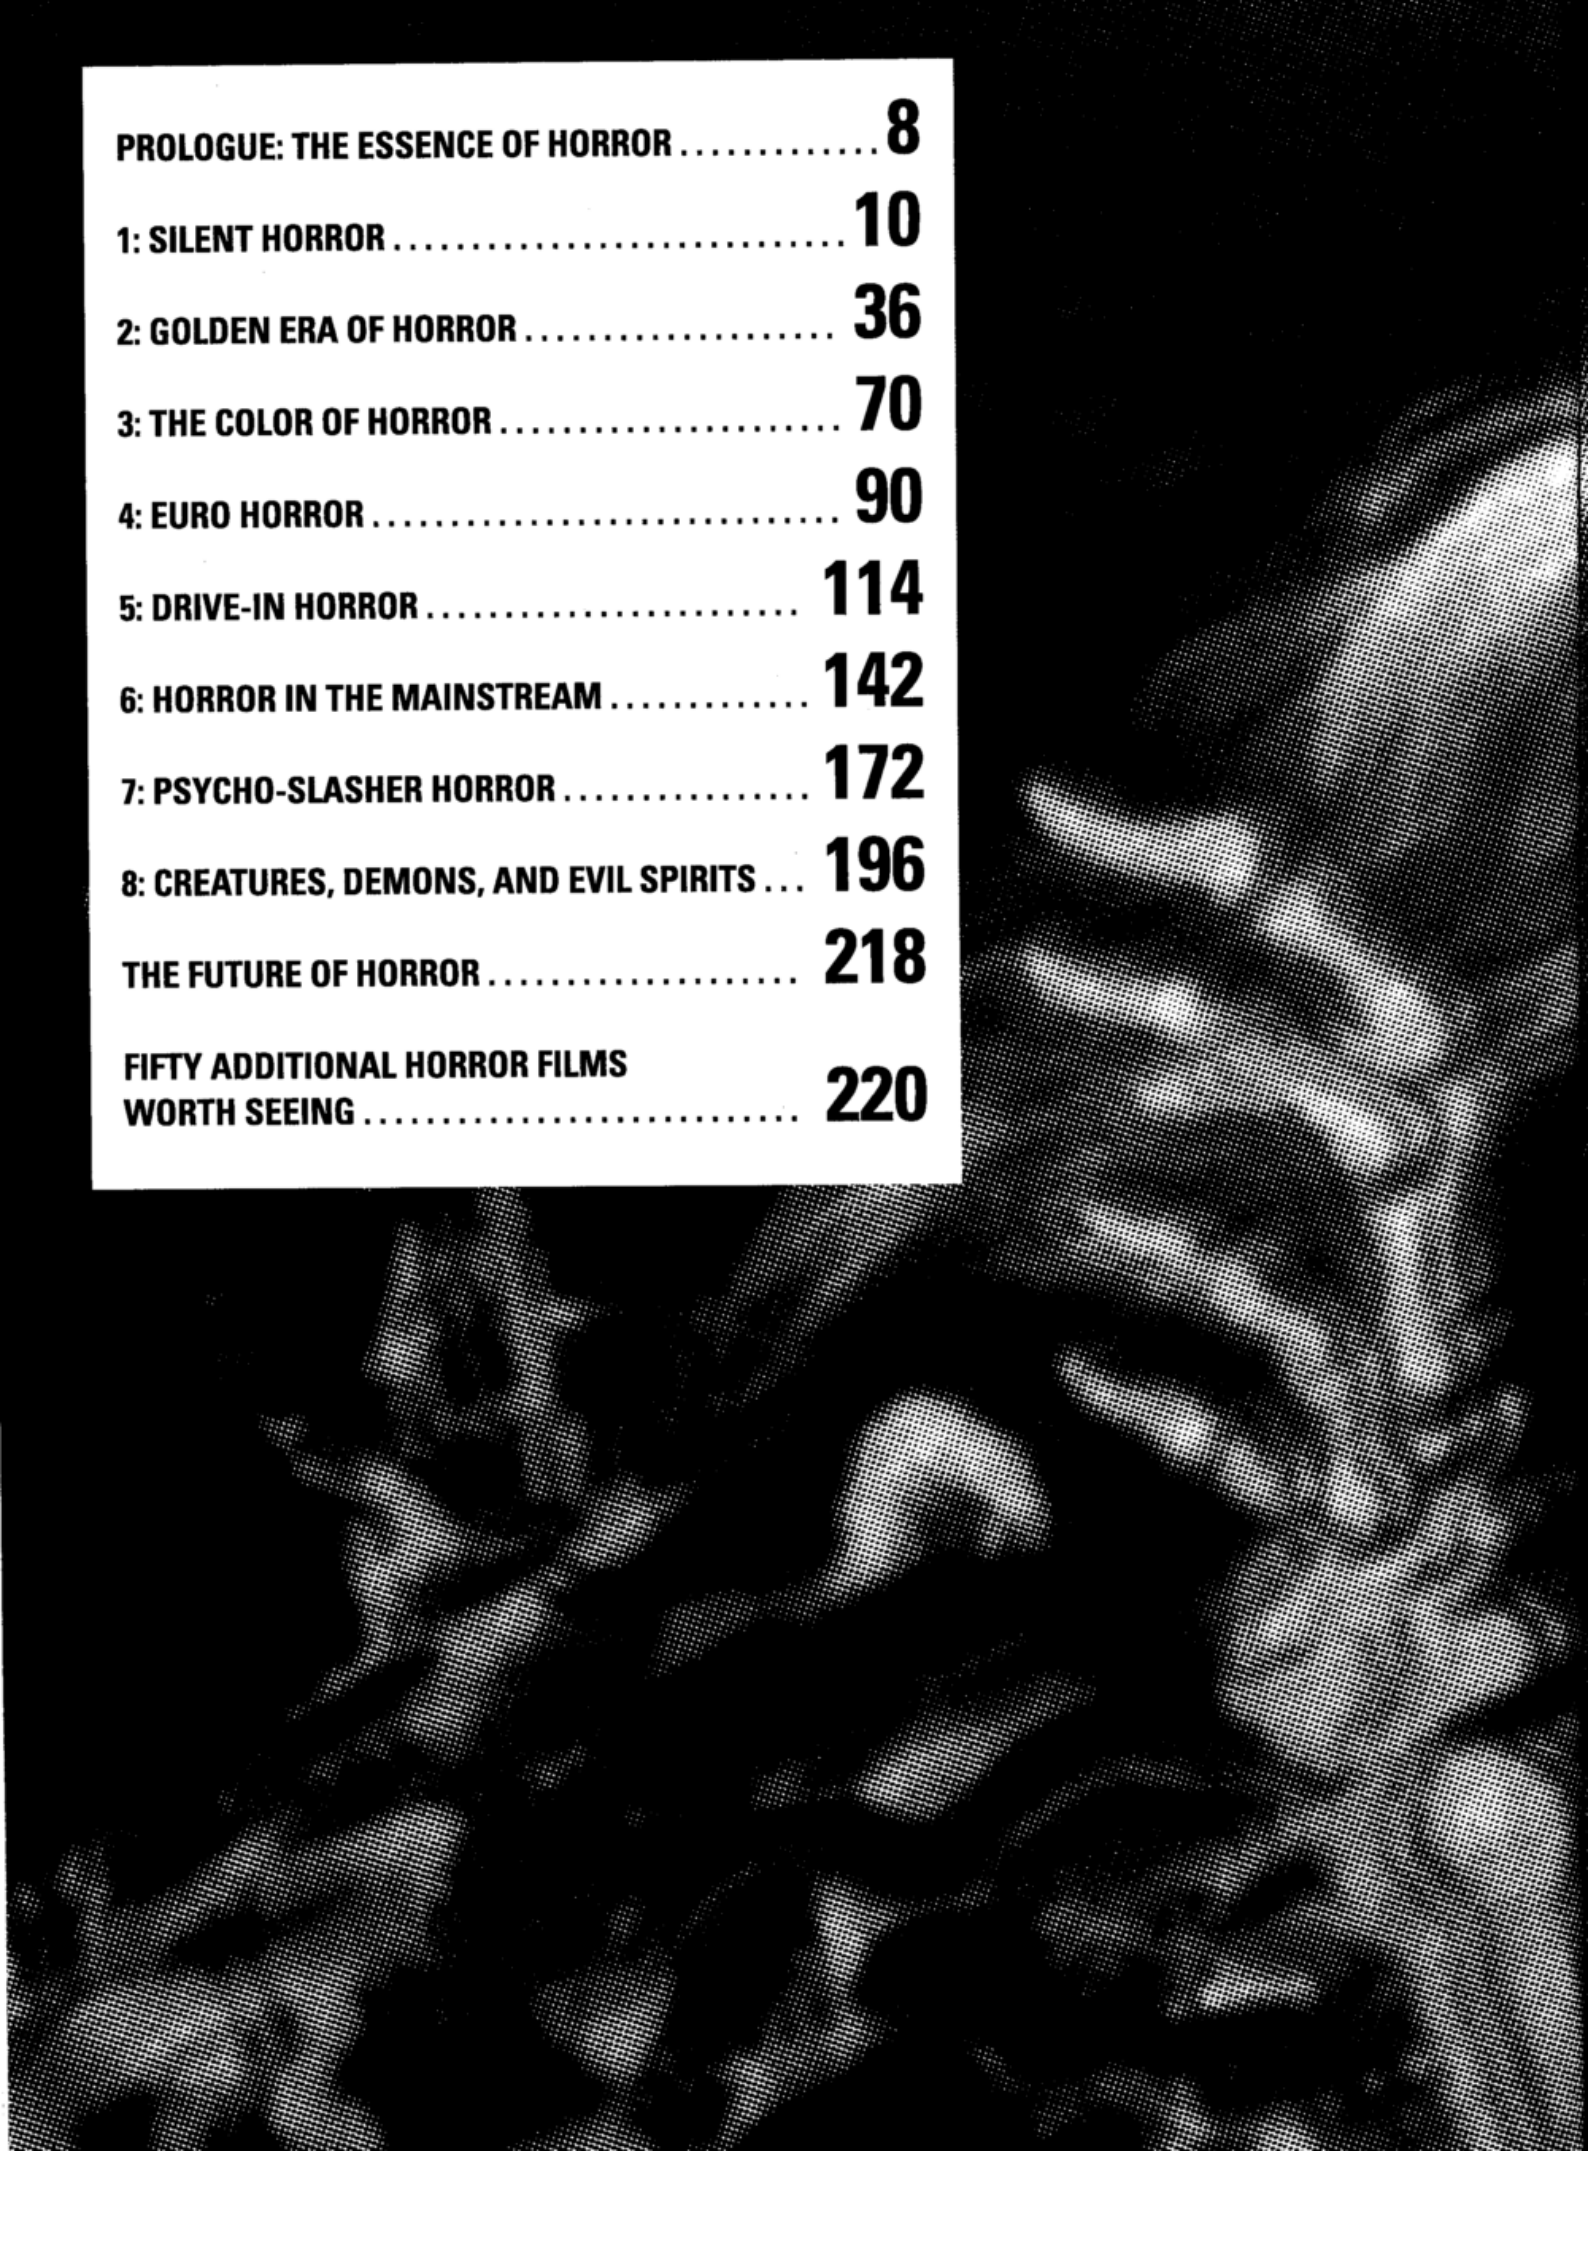 PROLOGUE: THE ESSENCE OF HORROR ............. 8
1: SILENT HORROR ............................. 10
2: GOLDEN ERA OF HORROR .................... 36
3: THE COLOR OF HORROR ...................... 70
4: EURO HORROR .............................. 90
5: DRIVE-IN HORROR ........................ 114
6: HORROR IN THE MAINSTREAM ............. 142
7: PSYCHO-SLASHER HORROR ................ 172
8: CREATURES, DEMONS, AND EVIL SPIRITS ... 196
THE FUTURE OF HORROR .................... 218
FIFTY ADDITIONAL HORROR FILMS
WORTH SEEING ............................ 220